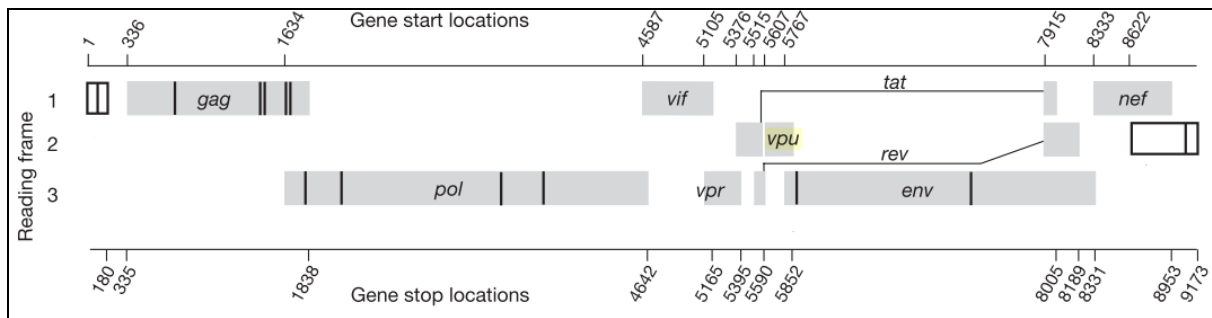 Gene start locations
1 336 1634 4587 5105 5376 5515 5607 5767 7915 8333 8622
Reading frame
1 gag vif tat nef
2 vpu rev
3 pol vpr env
180 335 1838 4642 5165 5395 5590 5852 8005 8189 8331 8953 9173
Gene stop locations